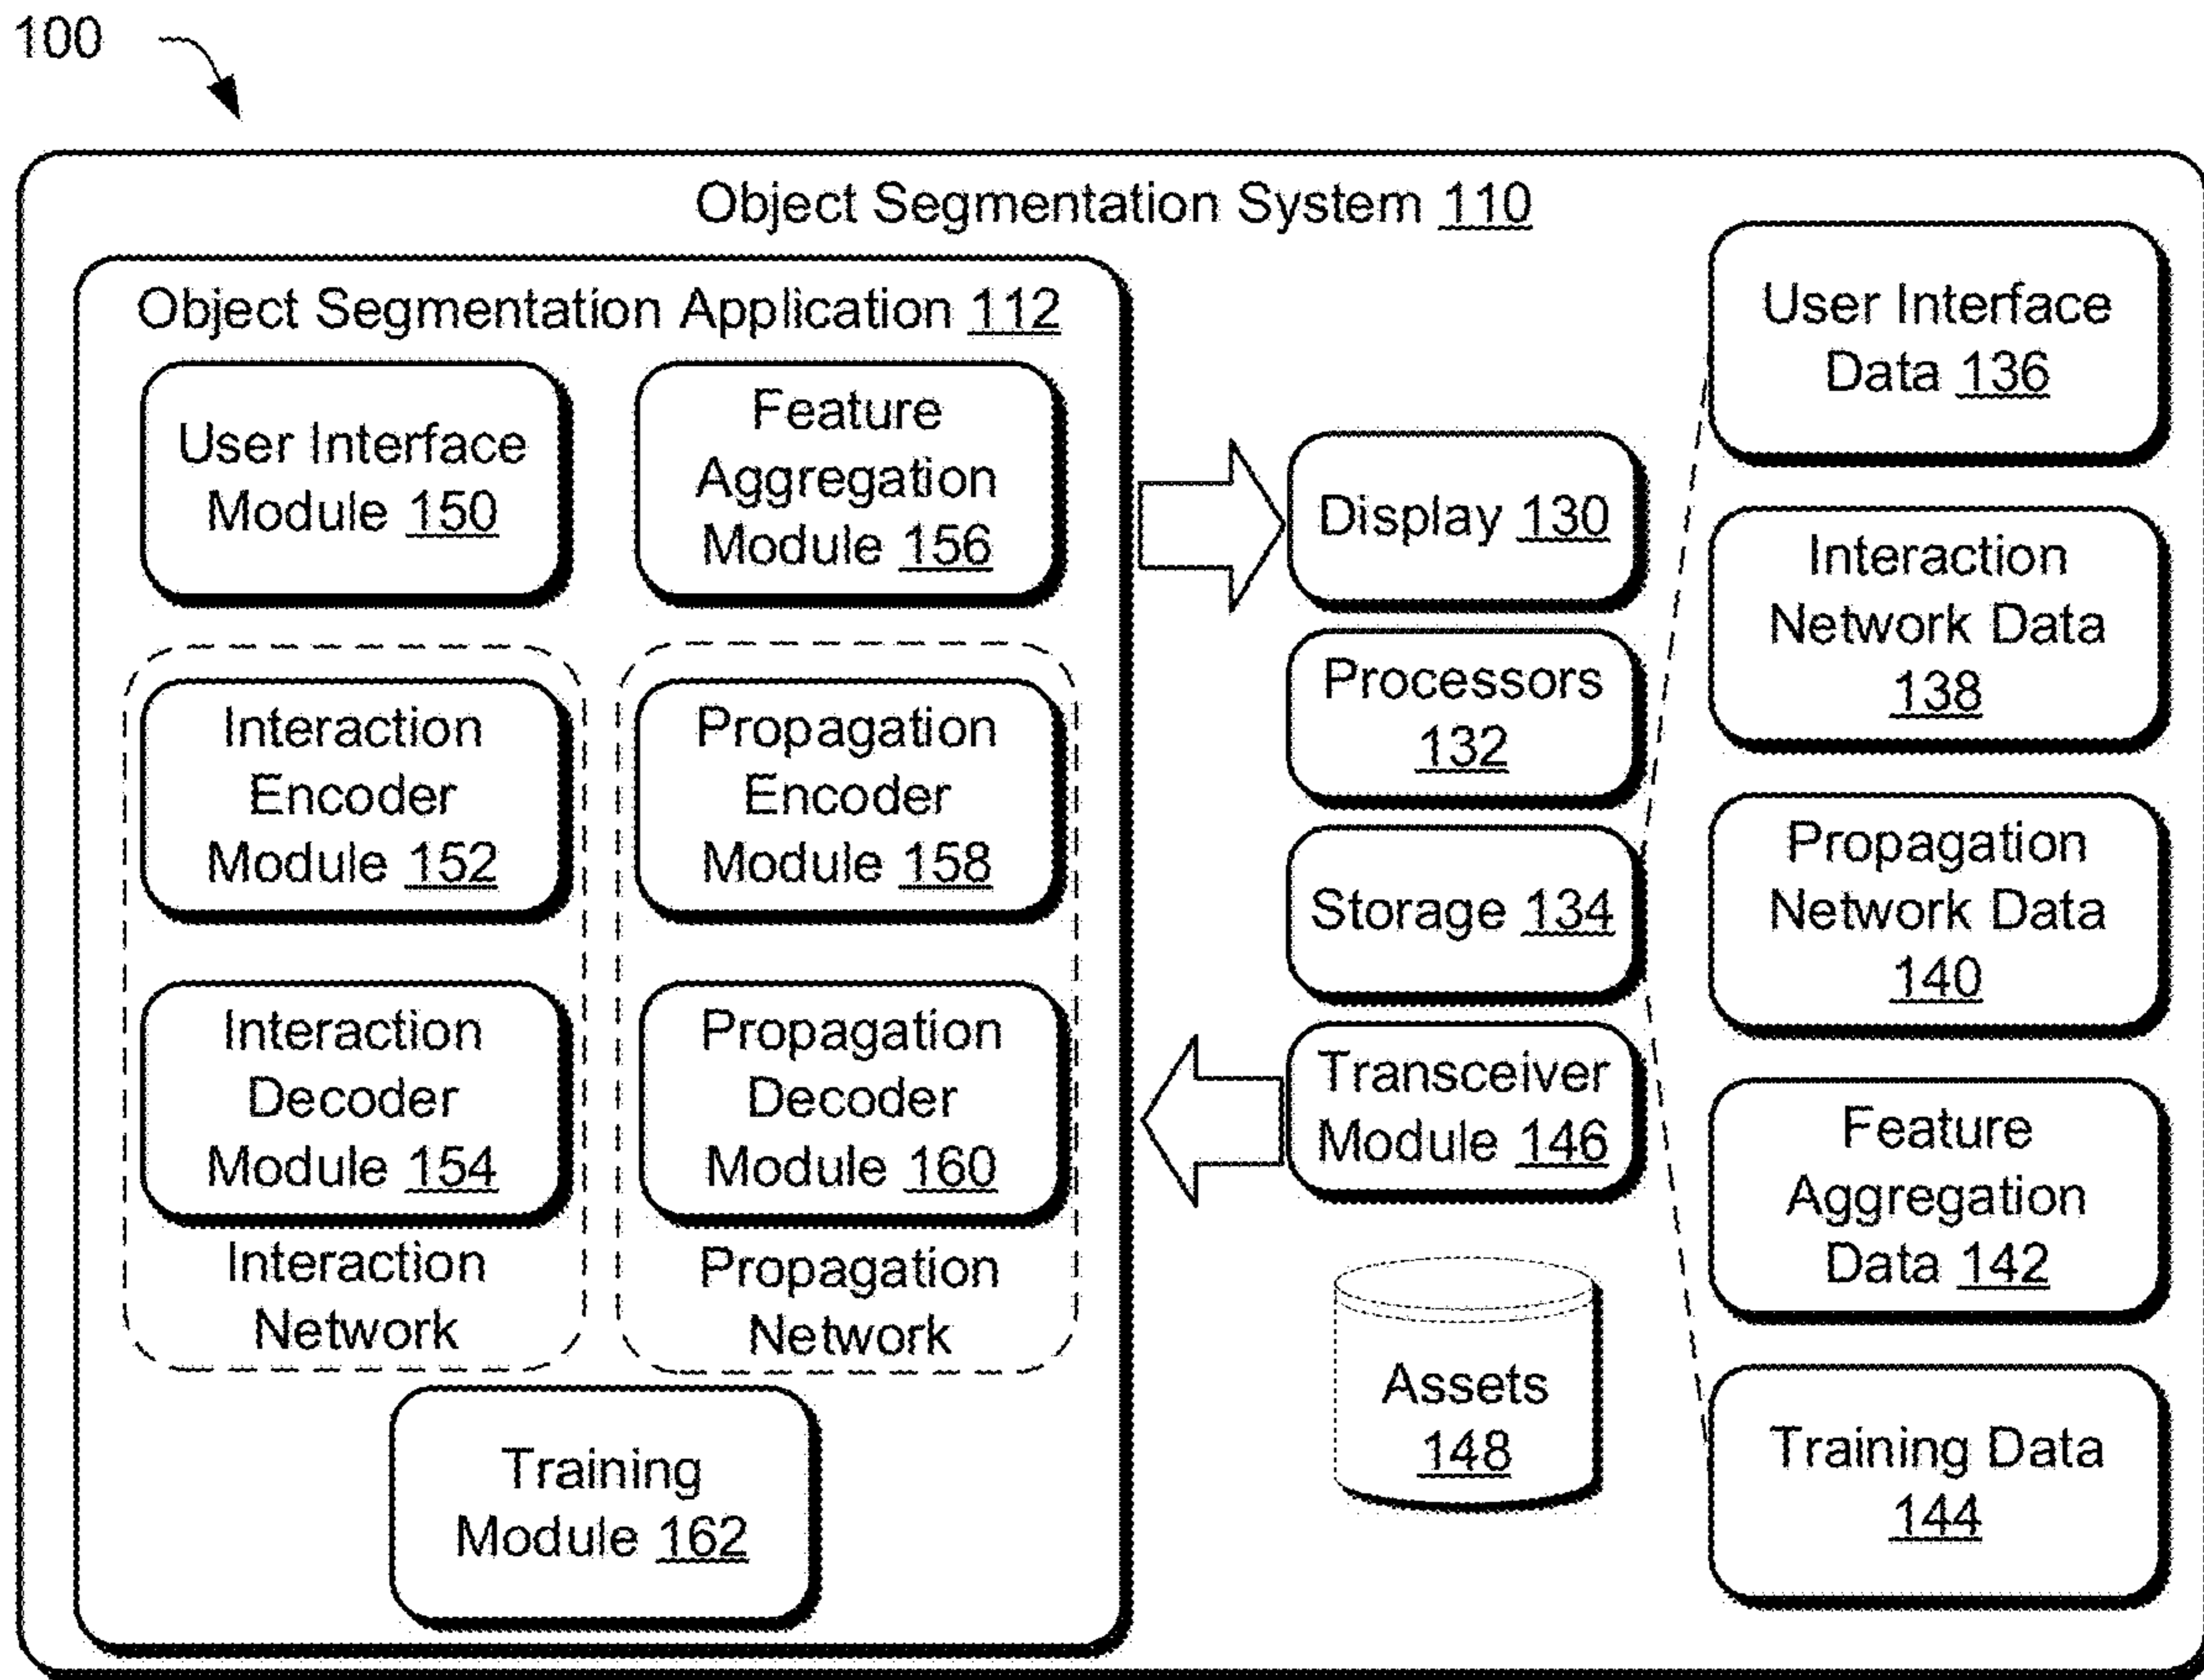 100
Object Segmentation System 110
Object Segmentation Application 112
User Interface
Module 150
Feature
Aggregation
Module 156
Interaction
Encoder
Module 152
Propagation
Encoder
Module 158
Interaction
Decoder
Module 154
Propagation
Decoder
Module 160
Interaction
Network
Propagation
Network
Training
Module 162
Display 130
Processors
132
Storage 134
Transceiver
Module 146
Assets
148
User Interface
Data 136
Interaction
Network Data
138
Propagation
Network Data
140
Feature
Aggregation
Data 142
Training Data
144